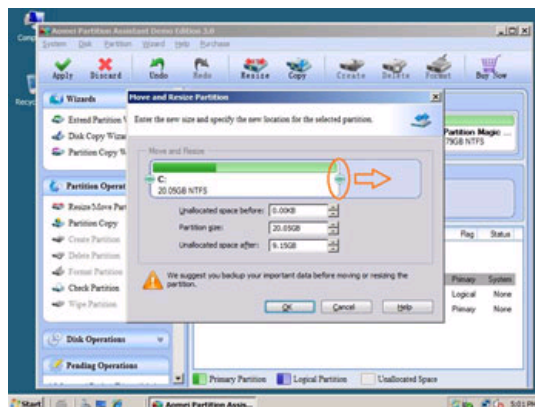 Aomei Partition Assistant Demo Edition 3.0
System Disk Partition Wizard Help Purchase
Apply Discard Undo Redo Resize Copy Create Delete Format Buy Now
Wizards
Extend Partition
Disk Copy Wizar
Partition Copy W
Partition Operat
Resize/Move Part
Partition Copy
Create Partition
Delete Partition
Format Partition
Check Partition
Wipe Partition
Disk Operations
Pending Operations
Move and Resize Partition
Enter the new size and specify the new location for the selected partition.
Move and Resize
C:
20.05GB NTFS
Unallocated space before: 0.00KB
Partition size: 20.05GB
Unallocated space after: 9.15GB
We suggest you backup your important data before moving or resizing the
partition.
OK Cancel Help
Partition Magic ...
79GB NTFS
Flag Status
Primary System
Logical None
Primary None
Primary Partition Logical Partition Unallocated Space
Start
Aomei Partition Assis...
5:01 PM